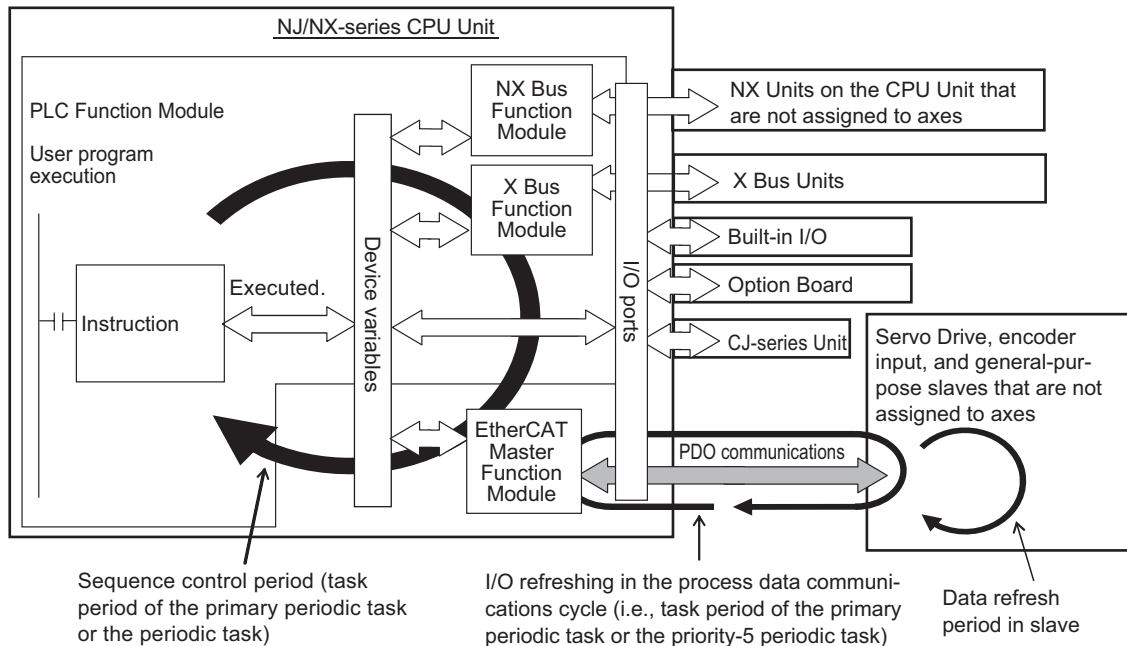 NJ/NX-series CPU Unit
PLC Function Module
User program
execution
Instruction
Executed.
Device variables
NX Bus
Function
Module
X Bus
Function
Module
EtherCAT
Master
Function
Module
I/O ports
NX Units on the CPU Unit that
are not assigned to axes
X Bus Units
Built-in I/O
Option Board
CJ-series Unit
Servo Drive, encoder
input, and general-pur-
pose slaves that are not
assigned to axes
PDO communications
Sequence control period (task
period of the primary periodic task
or the periodic task)
I/O refreshing in the process data communi-
cations cycle (i.e., task period of the primary
periodic task or the priority-5 periodic task)
Data refresh
period in slave